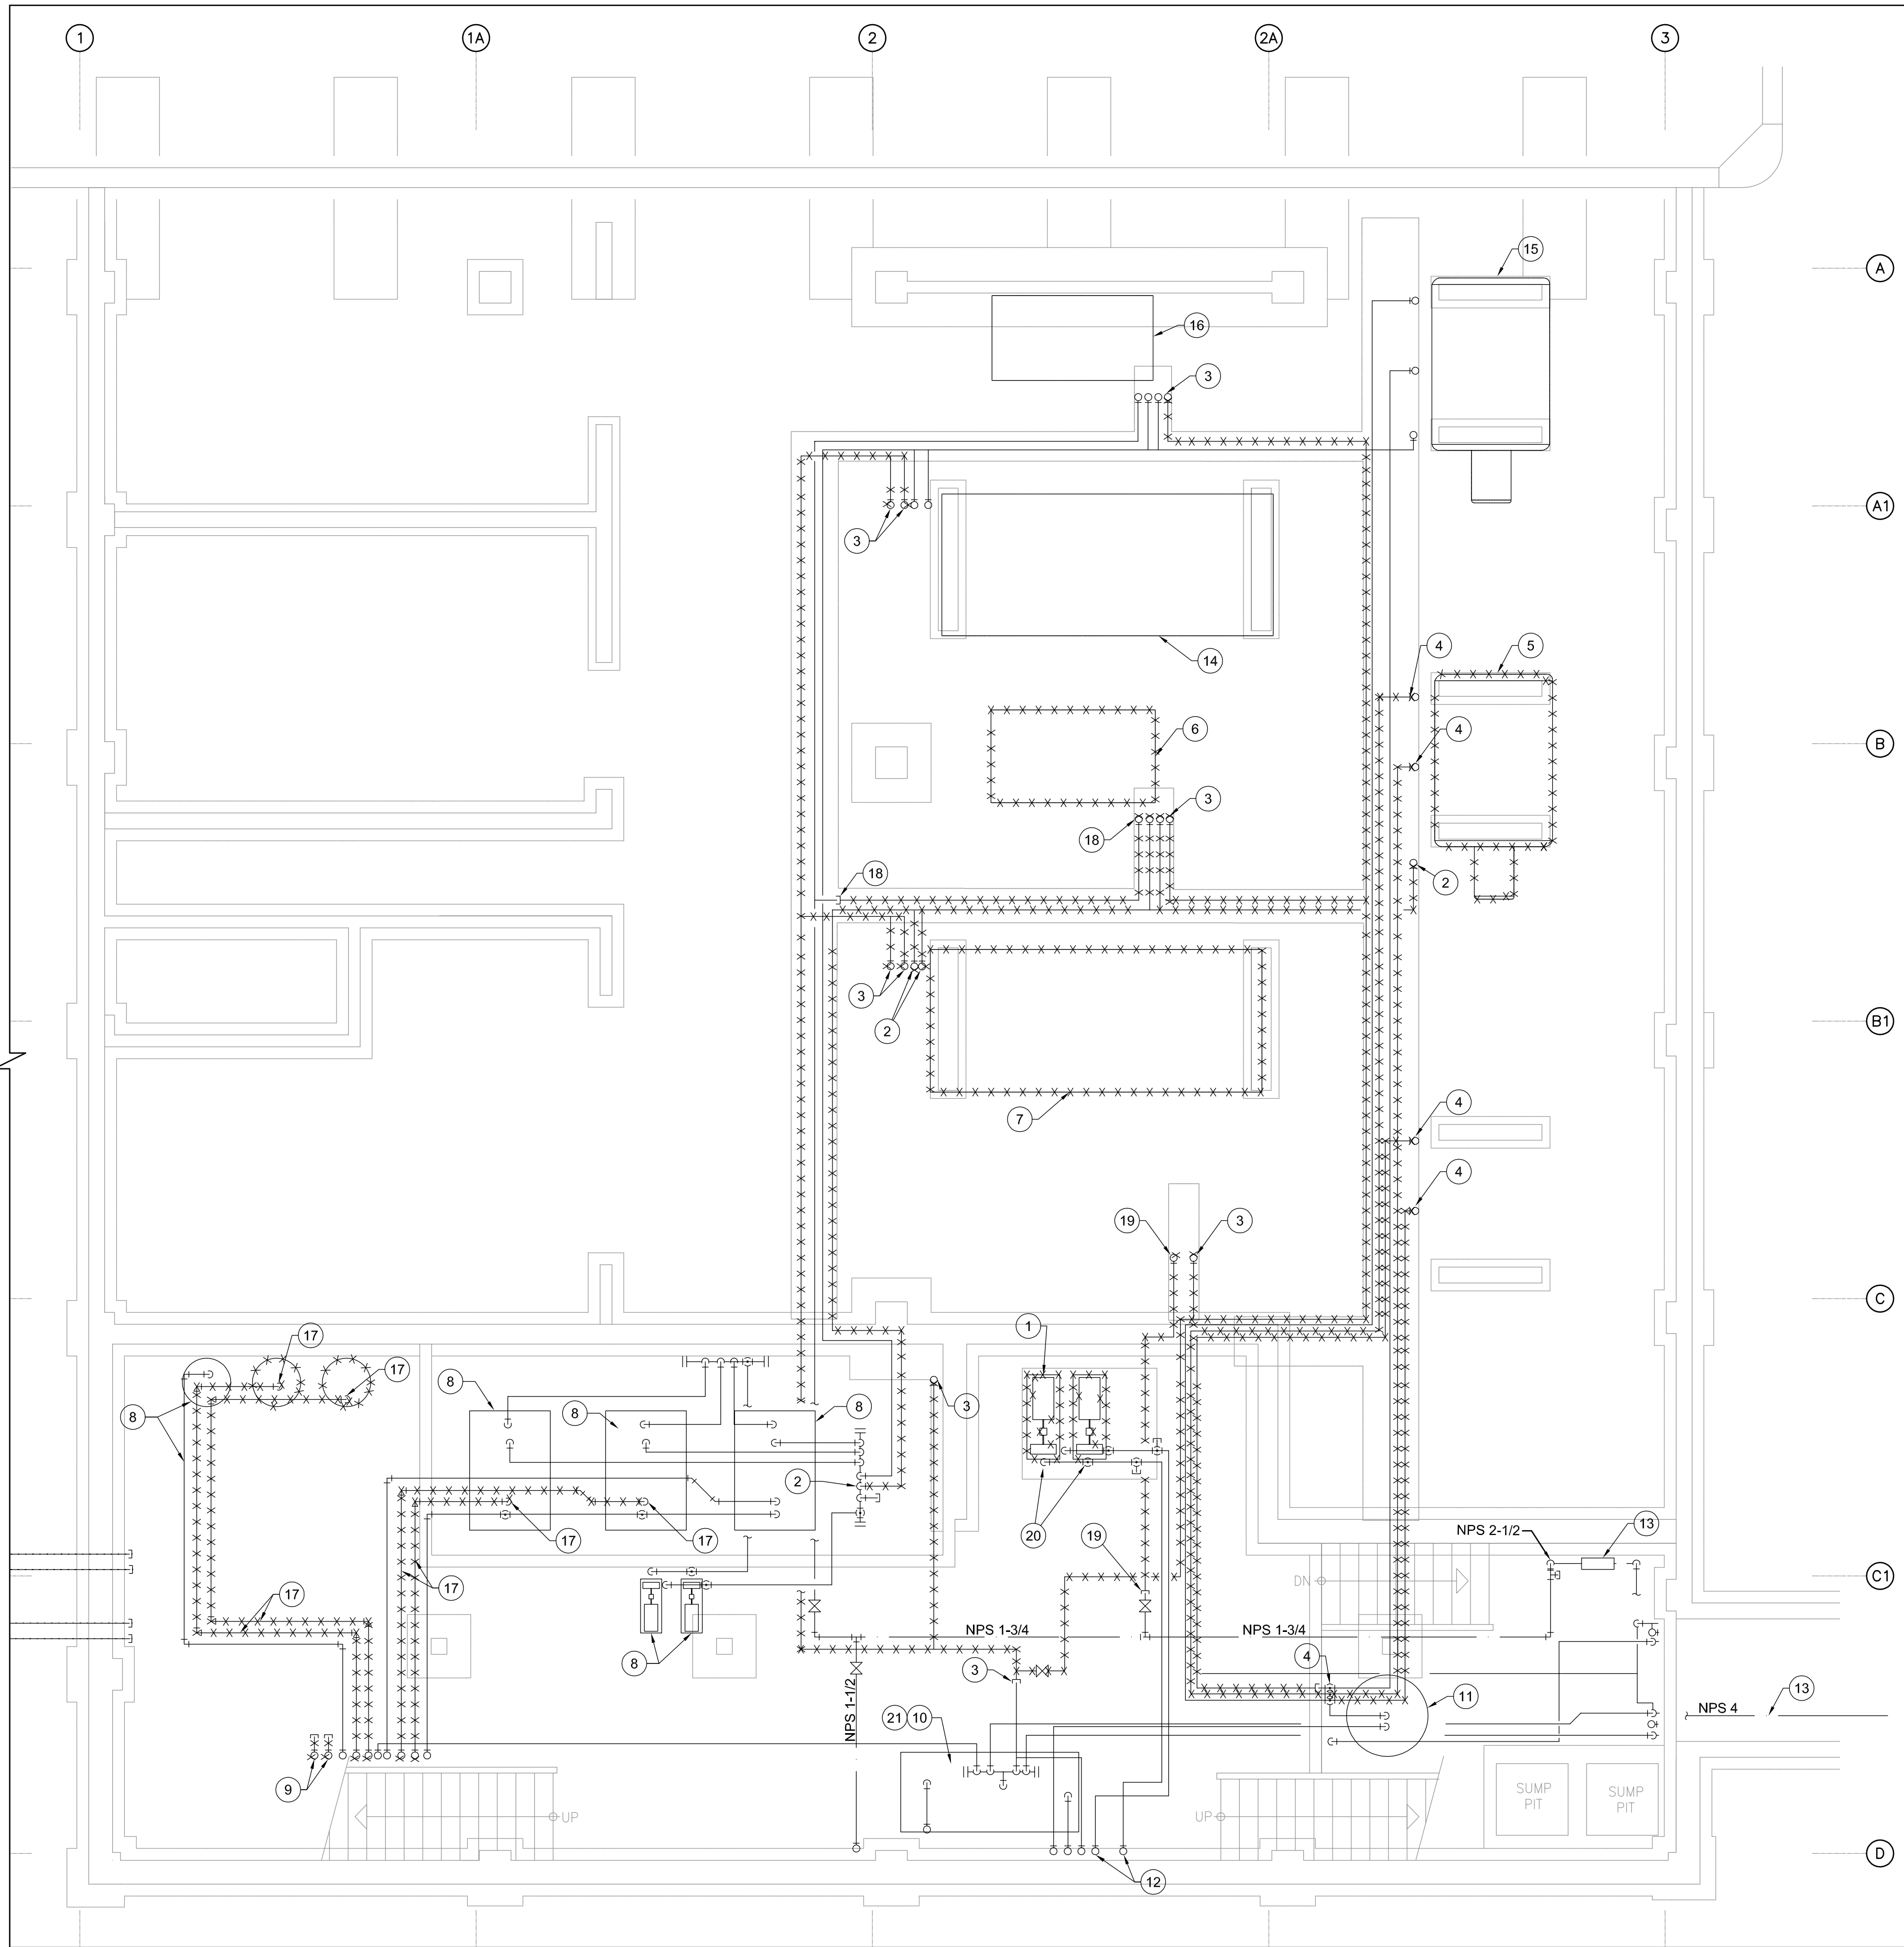 1 1A 2 2A 3
15
A
16
3
A1
3
14
4 5
6 4
B
3
18
18
2
3
2
B1
7
4
4
19 3
1
C
17
17
8 8 8 3
8
2
17 17
20 19
NPS 2-1/2
13
17
DN
C1
17
NPS 1-3/4 NPS 1-3/4
8
3
4
NPS 1-1/2
11
13
NPS 4
21 10
9
UP
UP
SUMP
PIT
SUMP
PIT
12
D